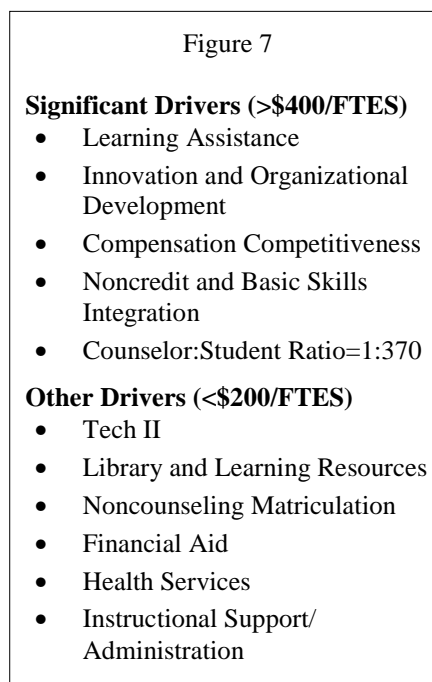 Figure 7
Significant Drivers (>$400/FTES)
• Learning Assistance
• Innovation and Organizational
Development
• Compensation Competitiveness
• Noncredit and Basic Skills
Integration
• Counselor:Student Ratio=1:370
Other Drivers (<$200/FTES)
• Tech II
• Library and Learning Resources
• Noncounseling Matriculation
• Financial Aid
• Health Services
• Instructional Support/
Administration